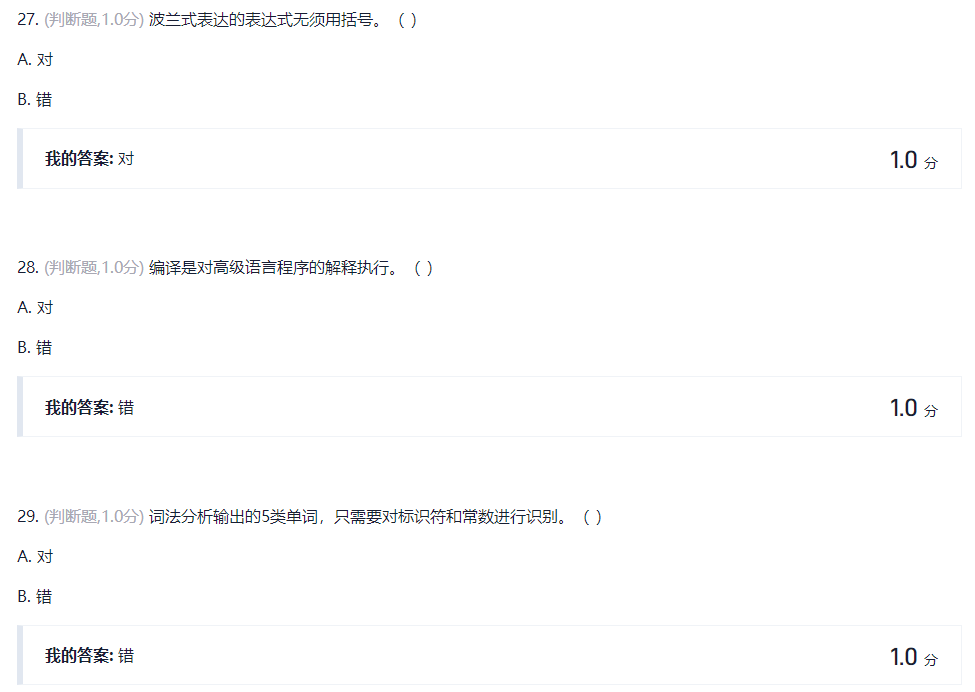 27. (判断题,1.0分) 波兰式表达的表达式无须用括号。（ ）
A. 对
B. 错
我的答案: 对 1.0 分
28. (判断题,1.0分) 编译是对高级语言程序的解释执行。（ ）
A. 对
B. 错
我的答案: 错 1.0 分
29. (判断题,1.0分) 词法分析输出的5类单词，只需要对标识符和常数进行识别。（ ）
A. 对
B. 错
我的答案: 错 1.0 分